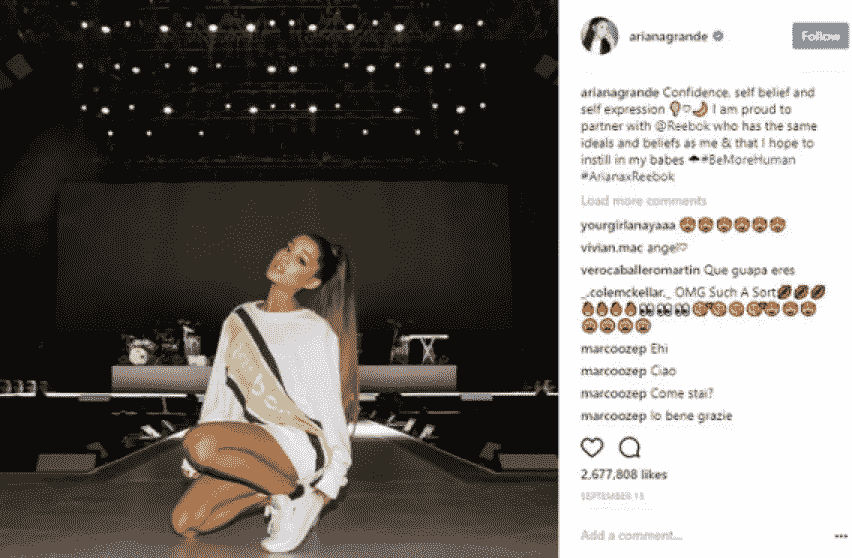 arianagrande
Follow
arianagrande Confidence, self belief and
self expression 💡♡🌙 I am proud to
partner with @Reebok who has the same
ideals and beliefs as me & that I hope to
instill in my babes ☂#BeMoreHuman
#ArianaxReebok
Load more comments
yourgirlanayaaa
vivian.mac ange♡
verocaballeromartin Que guapa eres
_.colemckellar._ OMG Such A Sort
marcoozep Ehi
marcoozep Ciao
marcoozep Come stai?
marcoozep Io bene grazie
2,677,808 likes
Add a comment...